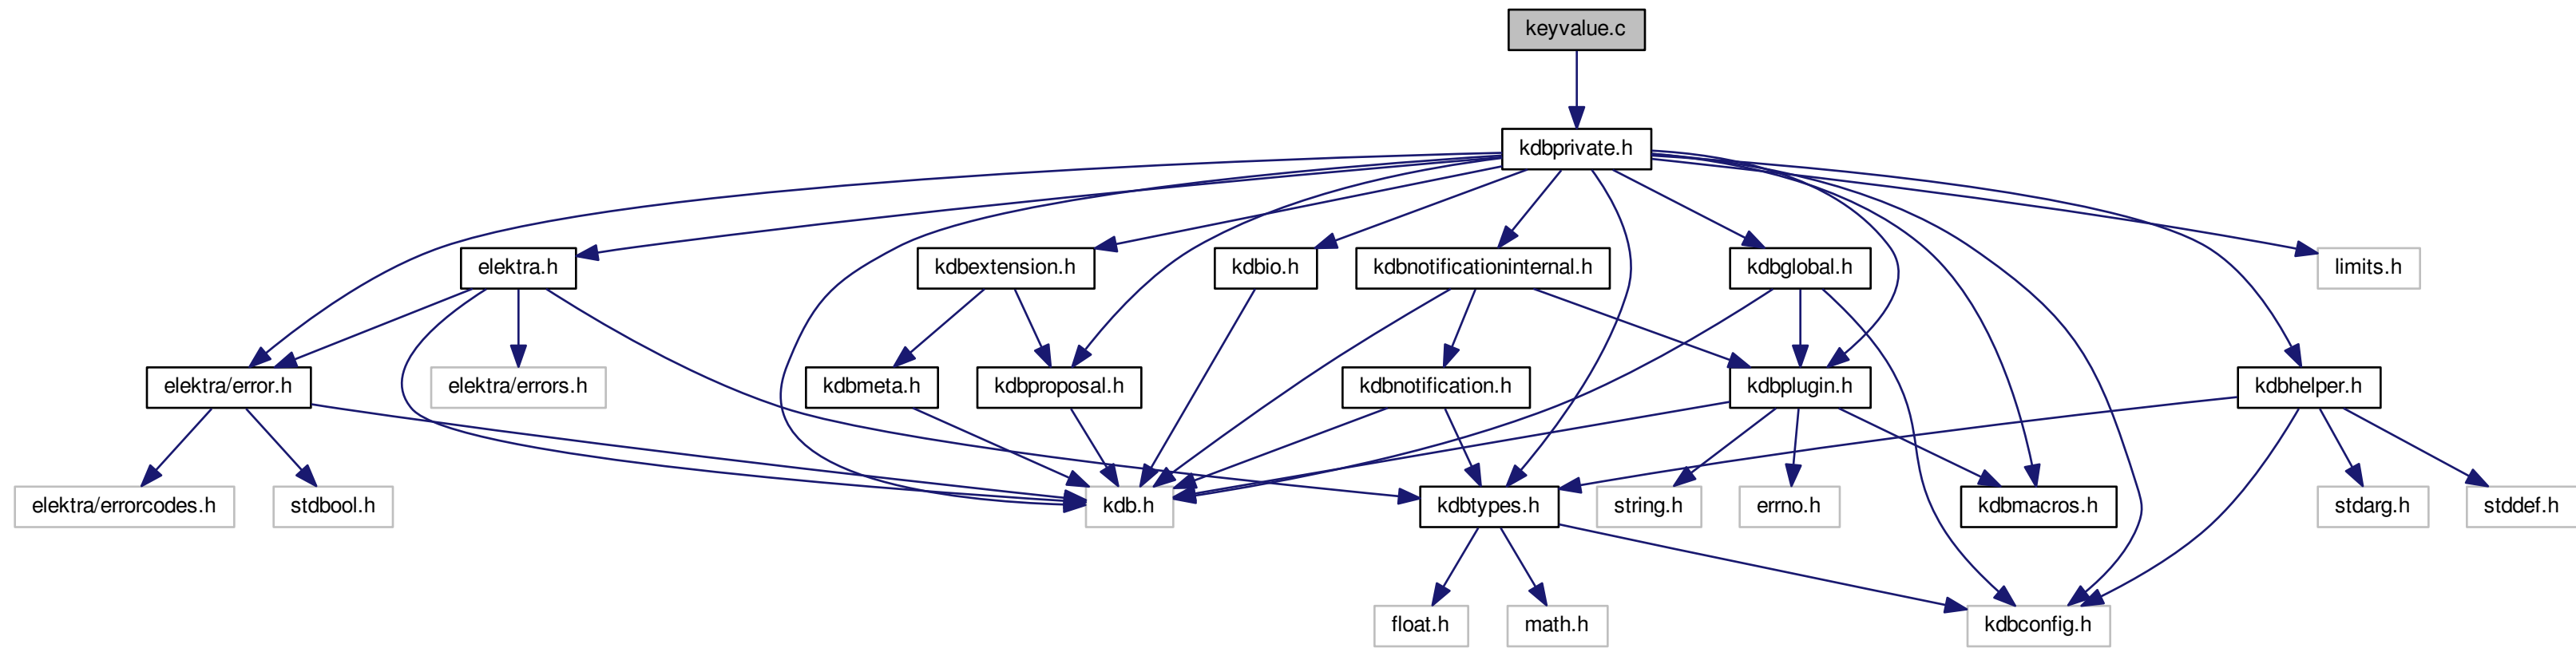 keyvalue.c
kdbprivate.h
elektra.h
kdbextension.h
kdbio.h
kdbnotificationinternal.h
kdbglobal.h
limits.h
elektra/error.h
elektra/errors.h
kdbmeta.h
kdbproposal.h
kdbnotification.h
kdbplugin.h
kdbhelper.h
elektra/errorcodes.h
stdbool.h
kdb.h
kdbtypes.h
string.h
errno.h
kdbmacros.h
stdarg.h
stddef.h
float.h
math.h
kdbconfig.h